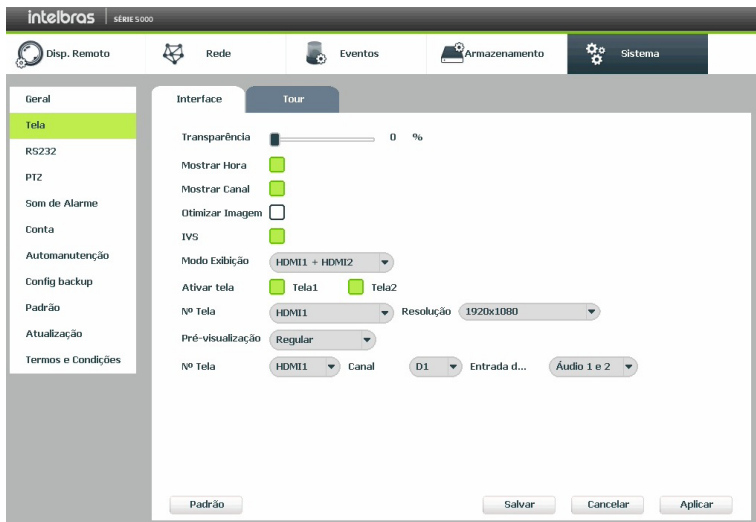 intelbras SÉRIE 5000
Disp. Remoto Rede Eventos Armazenamento Sistema
Geral
Tela
RS232
PTZ
Som de Alarme
Conta
Automanutenção
Config backup
Padrão
Atualização
Termos e Condições
Interface Tour
Transparência 0 %
Mostrar Hora
Mostrar Canal
Otimizar Imagem
IVS
Modo Exibição HDMI1 + HDMI2
Ativar tela Tela1 Tela2
Nº Tela HDMI1 Resolução 1920x1080
Pré-visualização Regular
Nº Tela HDMI1 Canal D1 Entrada d... Áudio 1 e 2
Padrão Salvar Cancelar Aplicar